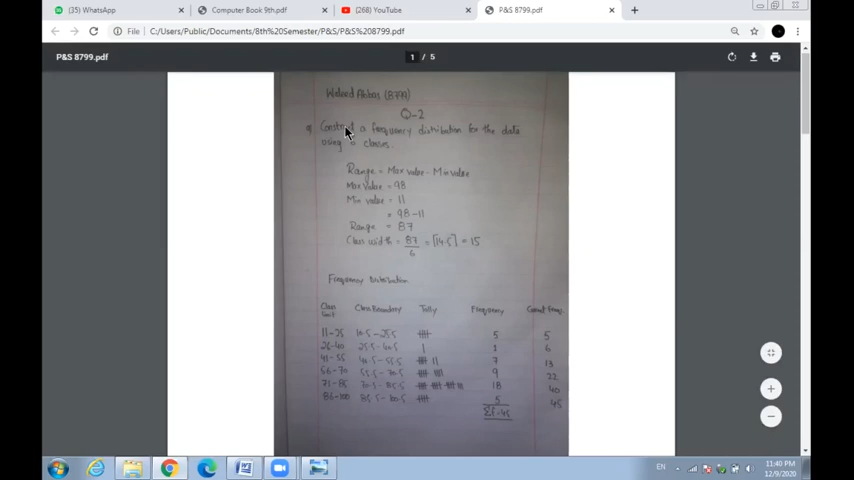 (35) WhatsApp
Computer Book 9th.pdf
(268) YouTube
P&S 8799.pdf
File
C:/Users/Public/Documents/8th%20Semester/P&S/P&S%208799.pdf
P&S 8799.pdf
1 / 5
Waleed Abbas (8799)
Q-2
Construct a frequency distribution for the data
using classes.
Range = Max value - Min value
Max value = 98
Min value = 11
= 98-11
Range = 87
Class width = 87/6 = [14.5] = 15
Frequency Distribution
Class limit Class Boundary Tally Frequency Cumut Freq.
11-25 10.5-25.5 5 5
26-40 25.5-40.5 1 6
41-55 40.5-55.5 7 13
56-70 55.5-70.5 9 22
71-85 70.5-85.5 18 40
86-100 85.5-100.5 5 45
Σf=45
EN
11:40 PM
12/9/2020